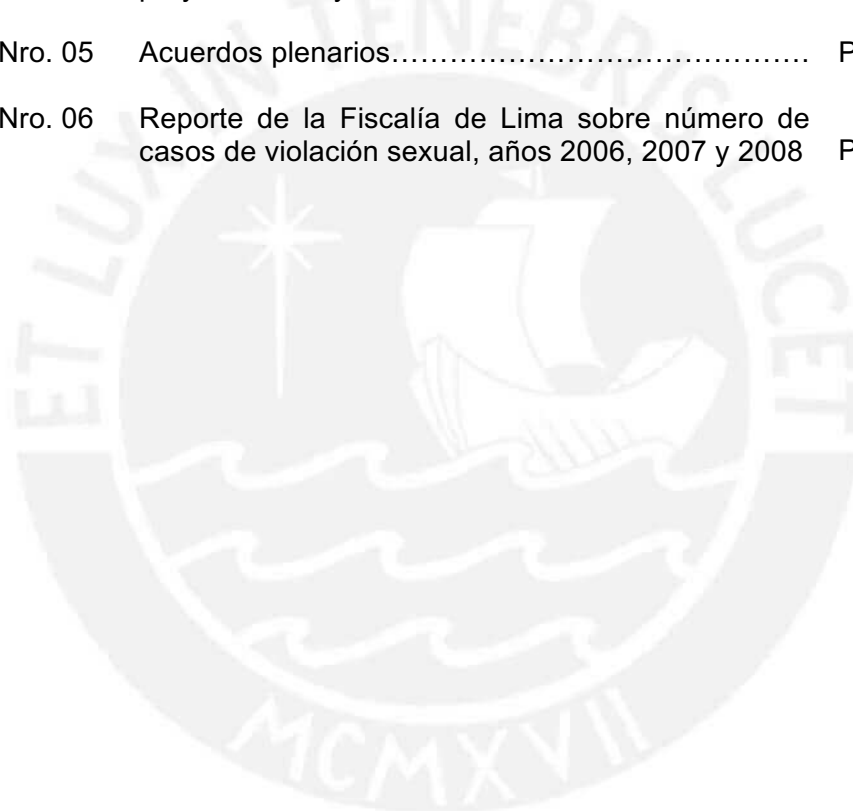 Nro. 05 Acuerdos plenarios……………………………………. P
Nro. 06 Reporte de la Fiscalía de Lima sobre número de
casos de violación sexual, años 2006, 2007 y 2008 P
ET LUX IN TENEBRIS LUCET
MCMXVII